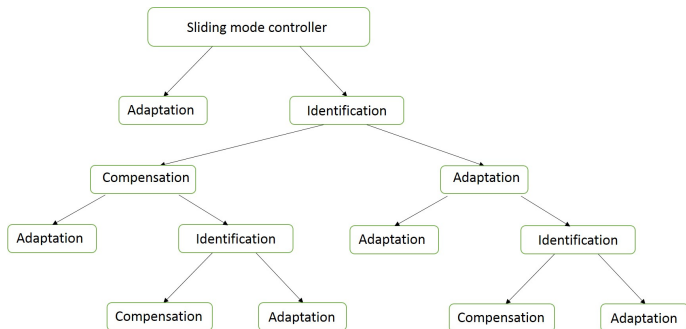 Sliding mode controller
Adaptation
Identification
Compensation
Adaptation
Adaptation
Identification
Adaptation
Identification
Compensation
Adaptation
Compensation
Adaptation